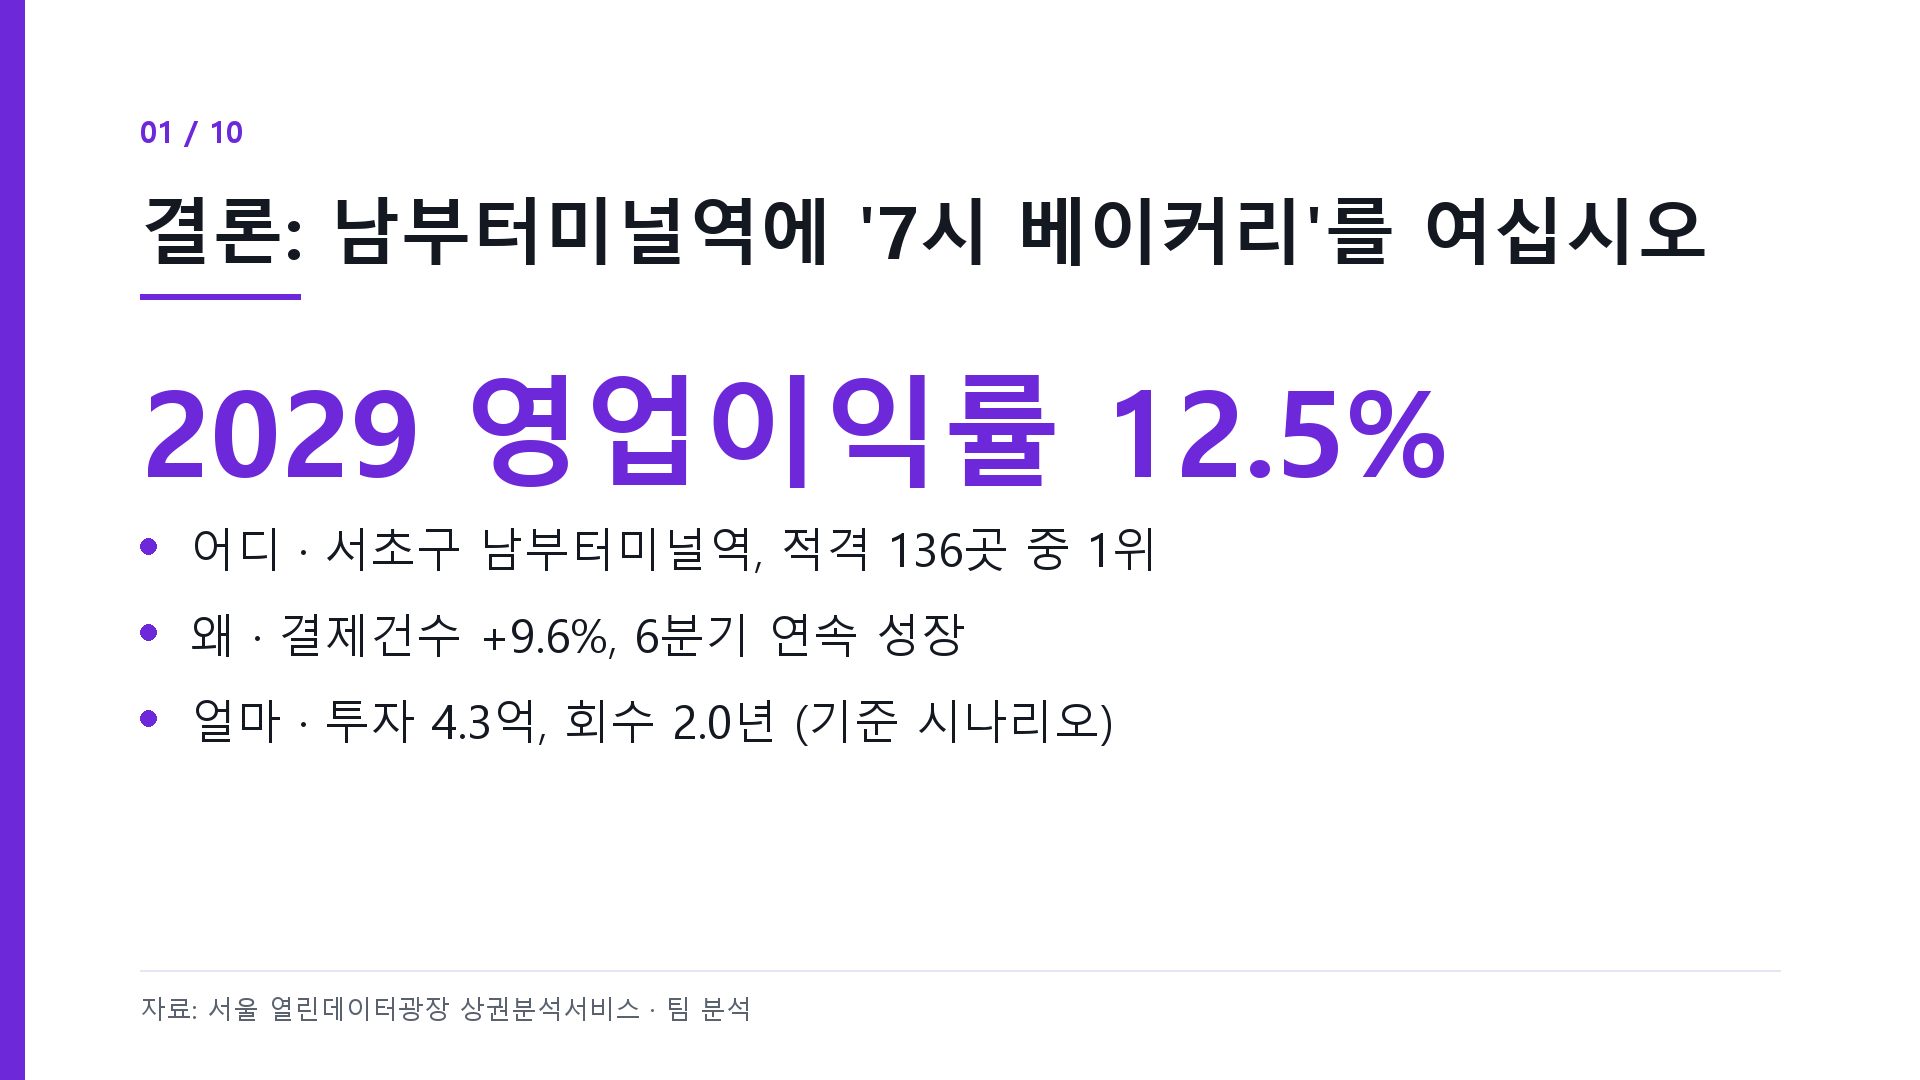 01 / 10
결론: 남부터미널역에 '7시 베이커리'를 여십시오
2029 영업이익률 12.5%
• 어디 · 서초구 남부터미널역, 적격 136곳 중 1위
• 왜 · 결제건수 +9.6%, 6분기 연속 성장
• 얼마 · 투자 4.3억, 회수 2.0년 (기준 시나리오)
자료: 서울 열린데이터광장 상권분석서비스 · 팀 분석